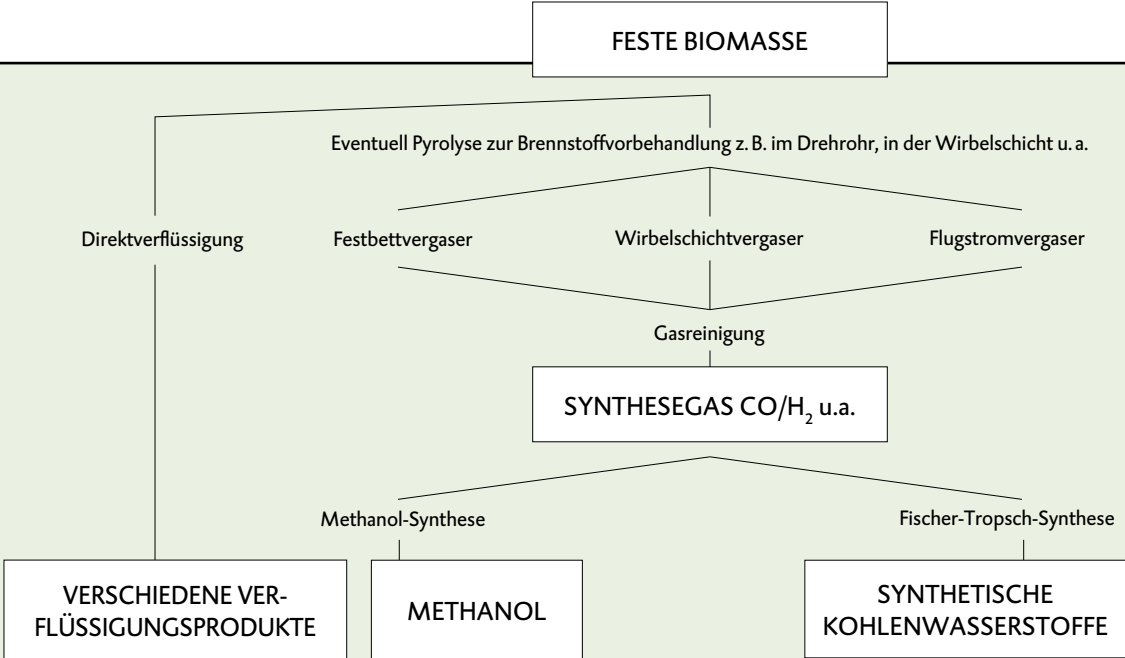 FESTE BIOMASSE
Eventuell Pyrolyse zur Brennstoffvorbehandlung z. B. im Drehrohr, in der Wirbelschicht u. a.
Direktverflüssigung
Festbettvergaser
Wirbelschichtvergaser
Flugstromvergaser
Gasreinigung
SYNTHESEGAS CO/H₂ u.a.
Methanol-Synthese
Fischer-Tropsch-Synthese
VERSCHIEDENE VER-
FLÜSSIGUNGSPRODUKTE
METHANOL
SYNTHETISCHE
KOHLENWASSERSTOFFE